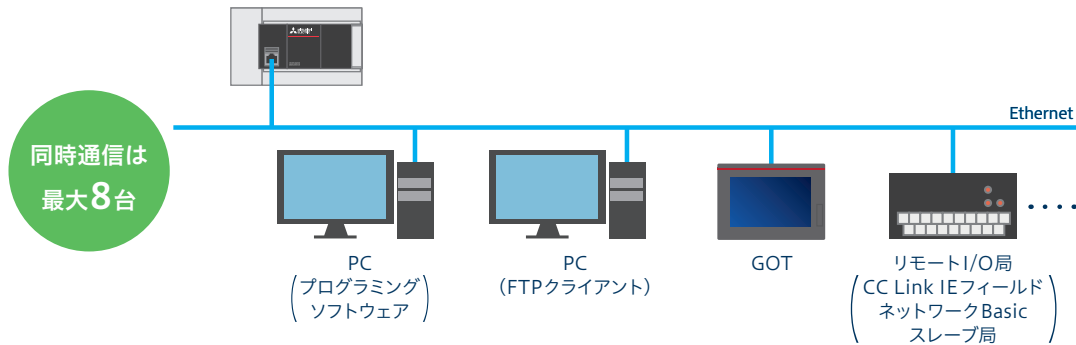 Ethernet
同時通信は
最大8台
PC
(プログラミング
ソフトウェア)
PC
(FTPクライアント)
GOT
リモートI/O局
(CC Link IEフィールド
ネットワークBasic
スレーブ局)